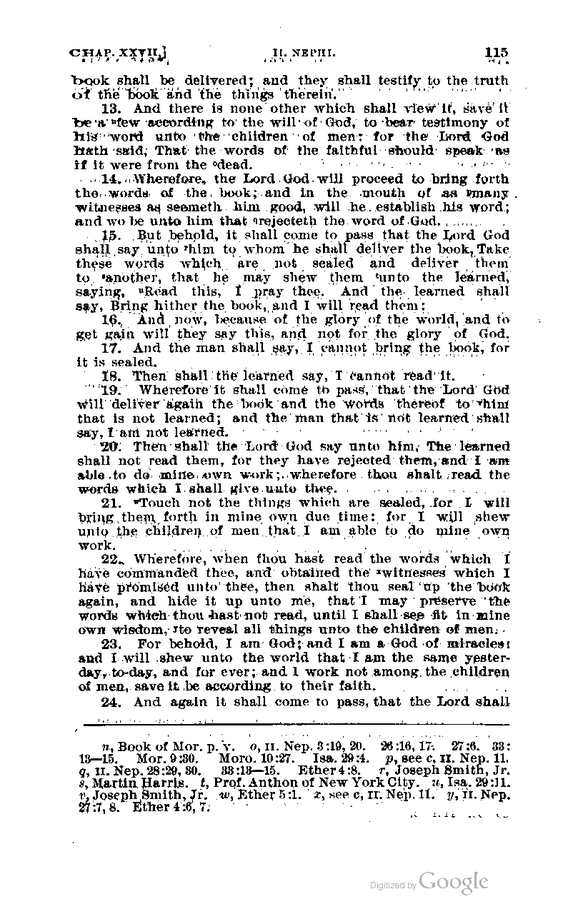 CHAP. XXVII.] II. NEPHI. 115
book shall be delivered; and they shall testify to the truth
of the book and the things therein.
13. And there is none other which shall view it, save it
be a ⁿfew according to the will of God, to bear testimony of
his word unto the children of men: for the Lord God
hath said, That the words of the faithful should speak as
if it were from the ᵒdead.
14. Wherefore, the Lord God will proceed to bring forth
the words of the book; and in the mouth of as ᵖmany
witnesses as seemeth him good, will he establish his word;
and wo be unto him that ᑫrejecteth the word of God.
15. But behold, it shall come to pass that the Lord God
shall say unto ʳhim to whom he shall deliver the book, Take
these words which are not sealed and deliver them
to ˢanother, that he may shew them ᵗunto the learned,
saying, ᵘRead this, I pray thee. And the learned shall
say, Bring hither the book, and I will read them:
16. And now, because of the glory of the world, and to
get gain will they say this, and not for the glory of God.
17. And the man shall say, I cannot bring the book, for
it is sealed.
18. Then shall the learned say, I cannot read it.
19. Wherefore it shall come to pass, that the Lord God
will deliver again the book and the words thereof to ᵛhim
that is not learned; and the man that is not learned shall
say, I am not learned.
20. Then shall the Lord God say unto him, The learned
shall not read them, for they have rejected them, and I am
able to do mine own work; wherefore thou shalt read the
words which I shall give unto thee.
21. ʷTouch not the things which are sealed, for I will
bring them forth in mine own due time: for I will shew
unto the children of men that I am able to do mine own
work.
22. Wherefore, when thou hast read the words which I
have commanded thee, and obtained the ˣwitnesses which I
have promised unto thee, then shalt thou seal up the book
again, and hide it up unto me, that I may preserve the
words which thou hast not read, until I shall see fit in mine
own wisdom, ʸto reveal all things unto the children of men.
23. For behold, I am God; and I am a God of miracles;
and I will shew unto the world that I am the same yester-
day, to-day, and for ever; and I work not among the children
of men, save it be according to their faith.
24. And again it shall come to pass, that the Lord shall
n, Book of Mor. p. v. o, II. Nep. 3:19, 20. 26:16, 17. 27:6. 33:
13—15. Mor. 9:30. Moro. 10:27. Isa. 29:4. p, see c, II. Nep. 11.
q, II. Nep. 28:29, 30. 33:13—15. Ether 4:8. r, Joseph Smith, Jr.
s, Martin Harris. t, Prof. Anthon of New York City. u, Isa. 29:11.
v, Joseph Smith, Jr. w, Ether 5:1. x, see c, II. Nep. 11. y, II. Nep.
27:7, 8. Ether 4:6, 7.
Digitized by Google